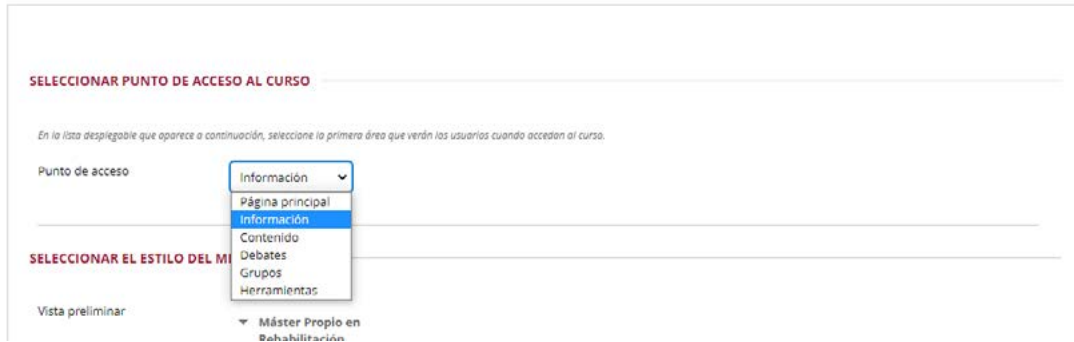 SELECCIONAR PUNTO DE ACCESO AL CURSO
En la lista desplegable que aparece a continuación, seleccione la primera área que verán los usuarios cuando accedan al curso.
Punto de acceso
Información
Página principal
Información
Contenido
Debates
Grupos
Herramientas
SELECCIONAR EL ESTILO DEL
Vista preliminar
Máster Propio en
Rehabilitación